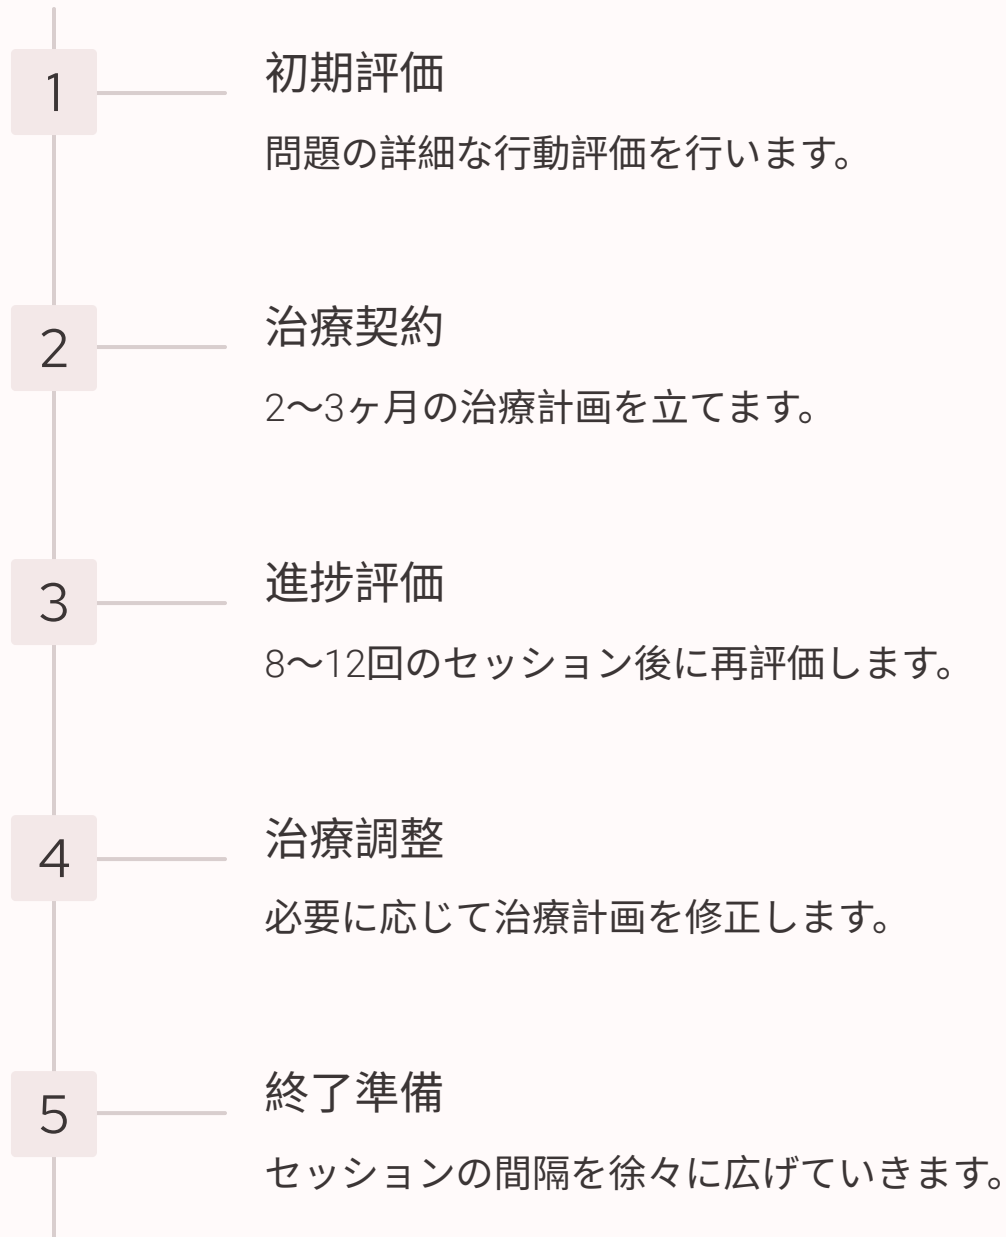 1
初期評価
問題の詳細な行動評価を行います。
2
治療契約
2〜3ヶ月の治療計画を立てます。
3
進捗評価
8〜12回のセッション後に再評価します。
4
治療調整
必要に応じて治療計画を修正します。
5
終了準備
セッションの間隔を徐々に広げていきます。